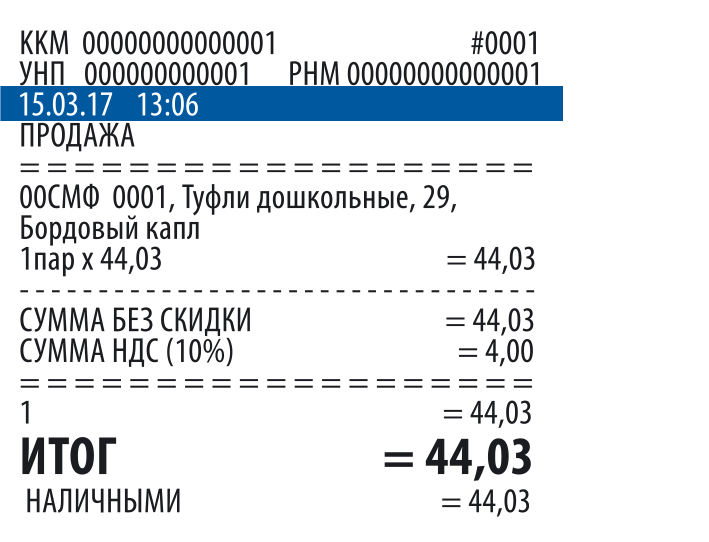 ККМ 00000000000001 #0001
УНП 000000000001 РНМ 00000000000001
15.03.17 13:06
ПРОДАЖА
= = = = = = = = = = = = = = = = = = =
00СМФ 0001, Туфли дошкольные, 29,
Бордовый капл
1пар х 44,03 = 44,03
- - - - - - - - - - - - - - - - - - - - - - - - - - - - - - - - -
СУММА БЕЗ СКИДКИ = 44,03
СУММА НДС (10%) = 4,00
= = = = = = = = = = = = = = = = = = =
1 = 44,03
ИТОГ = 44,03
НАЛИЧНЫМИ = 44,03